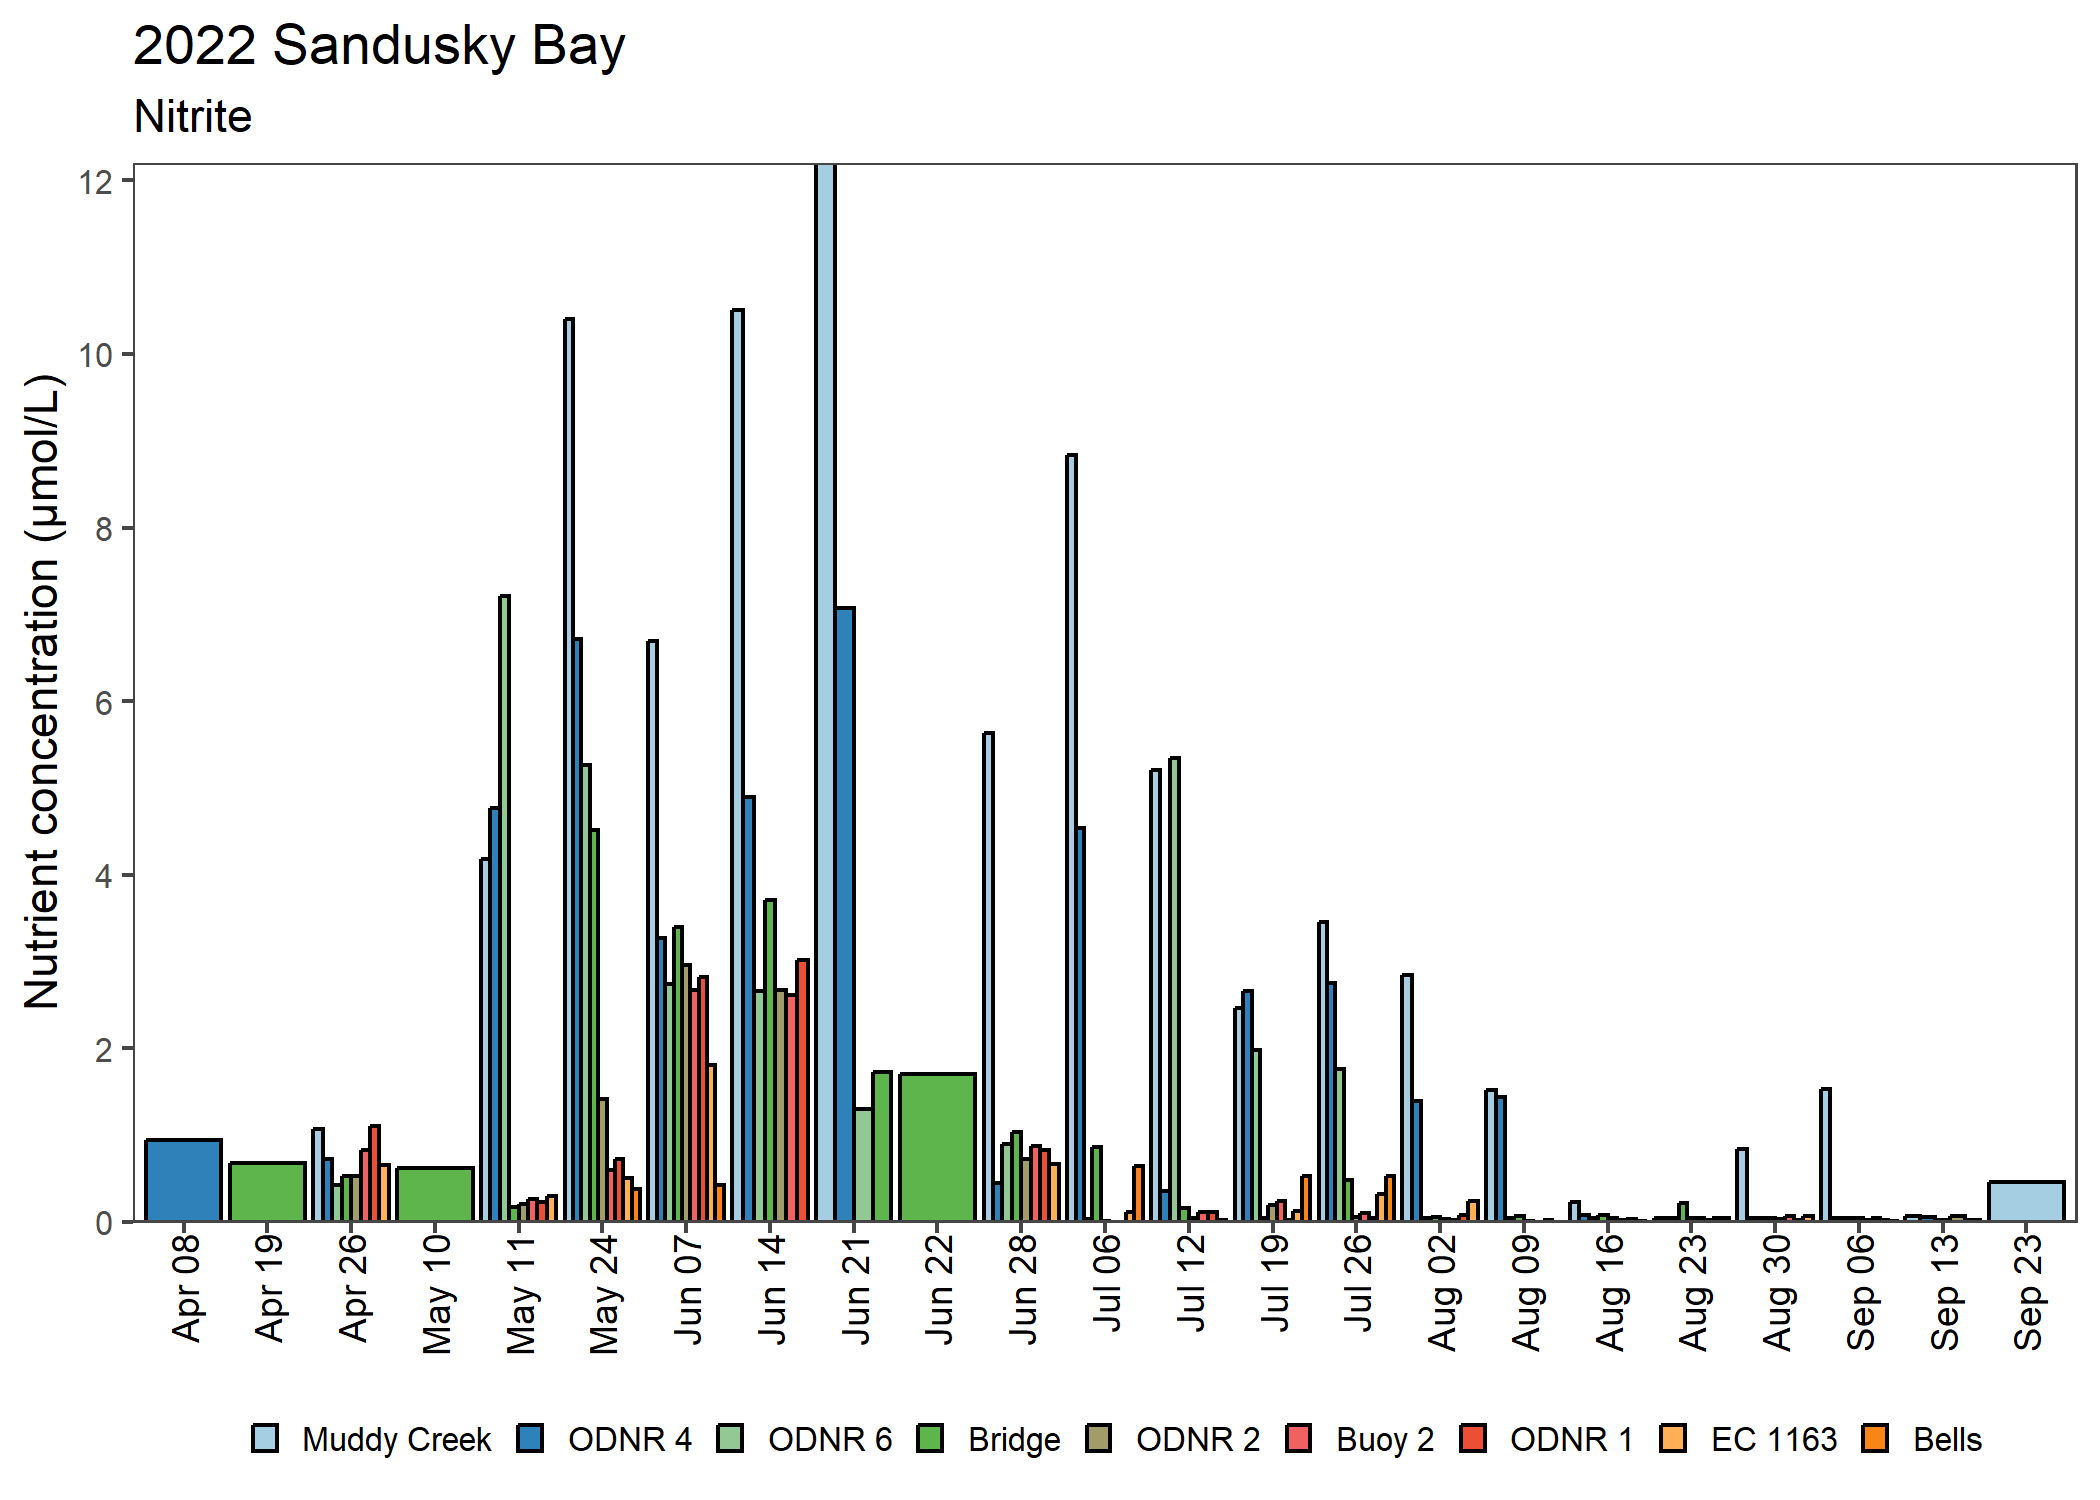 2022 Sandusky Bay
Nitrite
Nutrient concentration (µmol/L)
12
10
8
6
4
2
0
Apr 08
Apr 19
Apr 26
May 10
May 11
May 24
Jun 07
Jun 14
Jun 21
Jun 22
Jun 28
Jul 06
Jul 12
Jul 19
Jul 26
Aug 02
Aug 09
Aug 16
Aug 23
Aug 30
Sep 06
Sep 13
Sep 23
Muddy Creek ODNR 4 ODNR 6 Bridge ODNR 2 Buoy 2 ODNR 1 EC 1163 Bells